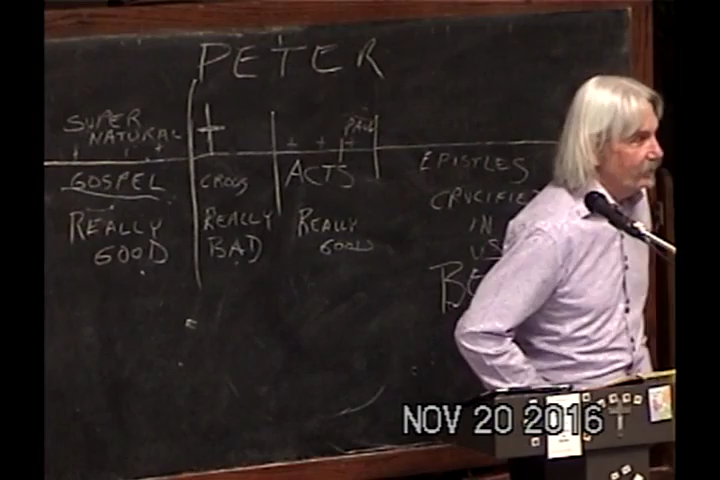 PETER
SUPER
NATURAL
GOSPEL
REALLY
GOOD
CROSS
REALLY
BAD
ACTS
REALLY
GOOD
PAUL
EPISTLES
IN
US
NOV 20 2016